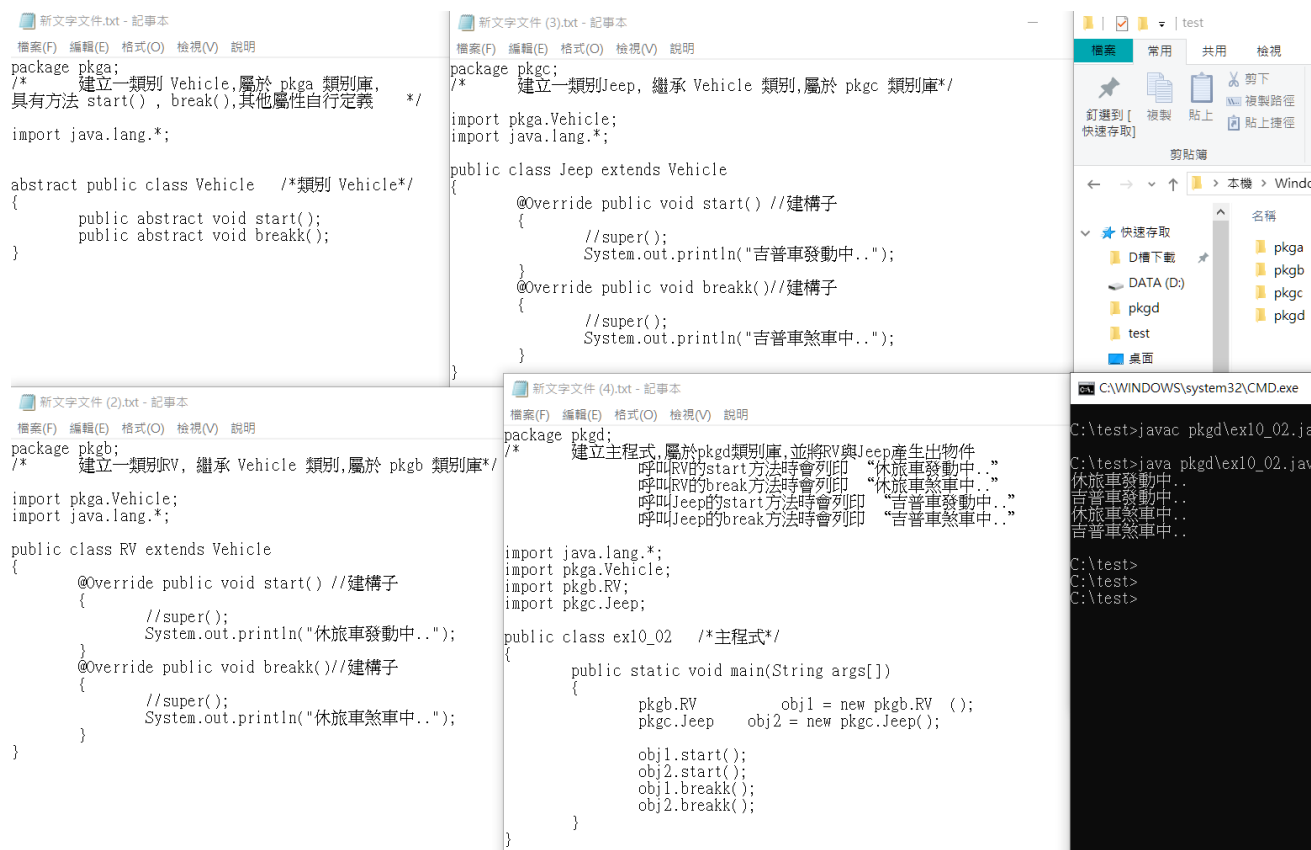 新文字文件.txt - 記事本
檔案(F) 編輯(E) 格式(O) 檢視(V) 說明
package pkga;
/* 建立一類別 Vehicle,屬於 pkga 類別庫,
具有方法 start() , break(),其他屬性自行定義 */
import java.lang.*;
abstract public class Vehicle /*類別 Vehicle*/
{
public abstract void start();
public abstract void breakk();
}
新文字文件 (3).txt - 記事本
檔案(F) 編輯(E) 格式(O) 檢視(V) 說明
package pkgc;
/* 建立一類別Jeep, 繼承 Vehicle 類別,屬於 pkgc 類別庫*/
import pkga.Vehicle;
import java.lang.*;
public class Jeep extends Vehicle
{
@Override public void start() //建構子
{
//super();
System.out.println("吉普車發動中..");
}
@Override public void breakk()//建構子
{
//super();
System.out.println("吉普車煞車中..");
}
}
test
檔案 常用 共用 檢視
釘選到 [
快速存取]
複製
貼上
剪下
複製路徑
貼上捷徑
剪貼簿
本機 > Windo
名稱
快速存取
D槽下載
DATA (D:)
pkgd
test
桌面
pkga
pkgb
pkgc
pkgd
新文字文件 (2).txt - 記事本
檔案(F) 編輯(E) 格式(O) 檢視(V) 說明
package pkgb;
/* 建立一類別RV, 繼承 Vehicle 類別,屬於 pkgb 類別庫*/
import pkga.Vehicle;
import java.lang.*;
public class RV extends Vehicle
{
@Override public void start() //建構子
{
//super();
System.out.println("休旅車發動中..");
}
@Override public void breakk()//建構子
{
//super();
System.out.println("休旅車煞車中..");
}
}
新文字文件 (4).txt - 記事本
檔案(F) 編輯(E) 格式(O) 檢視(V) 說明
package pkgd;
/* 建立主程式,屬於pkgd類別庫,並將RV與Jeep產生出物件
呼叫RV的start方法時會列印 “休旅車發動中..”
呼叫RV的break方法時會列印 “休旅車煞車中..”
呼叫Jeep的start方法時會列印 “吉普車發動中..”
呼叫Jeep的break方法時會列印 “吉普車煞車中..”
import java.lang.*;
import pkga.Vehicle;
import pkgb.RV;
import pkgc.Jeep;
public class ex10_02 /*主程式*/
{
public static void main(String args[])
{
pkgb.RV obj1 = new pkgb.RV ();
pkgc.Jeep obj2 = new pkgc.Jeep();
obj1.start();
obj2.start();
obj1.breakk();
obj2.breakk();
}
}
C:\WINDOWS\system32\CMD.exe
C:\test>javac pkgd\ex10_02.ja
C:\test>java pkgd\ex10_02.jav
休旅車發動中..
吉普車發動中..
休旅車煞車中..
吉普車煞車中..
C:\test>
C:\test>
C:\test>